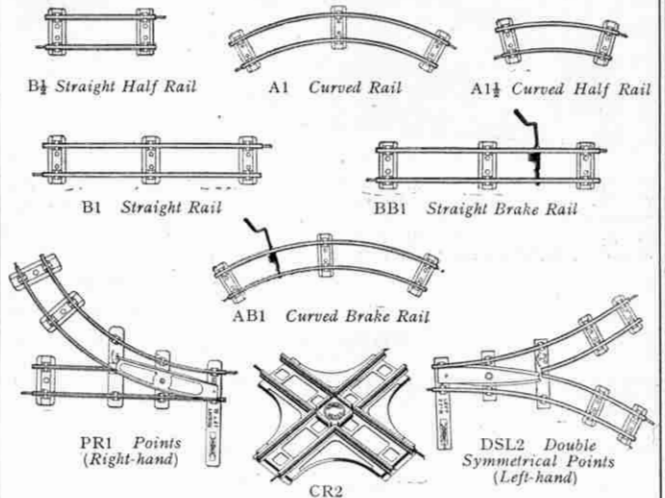 B½ Straight Half Rail
A1 Curved Rail
A1½ Curved Half Rail
B1 Straight Rail
BB1 Straight Brake Rail
AB1 Curved Brake Rail
PR1 Points
(Right-hand)
CR2
DSL2 Double
Symmetrical Points
(Left-hand)